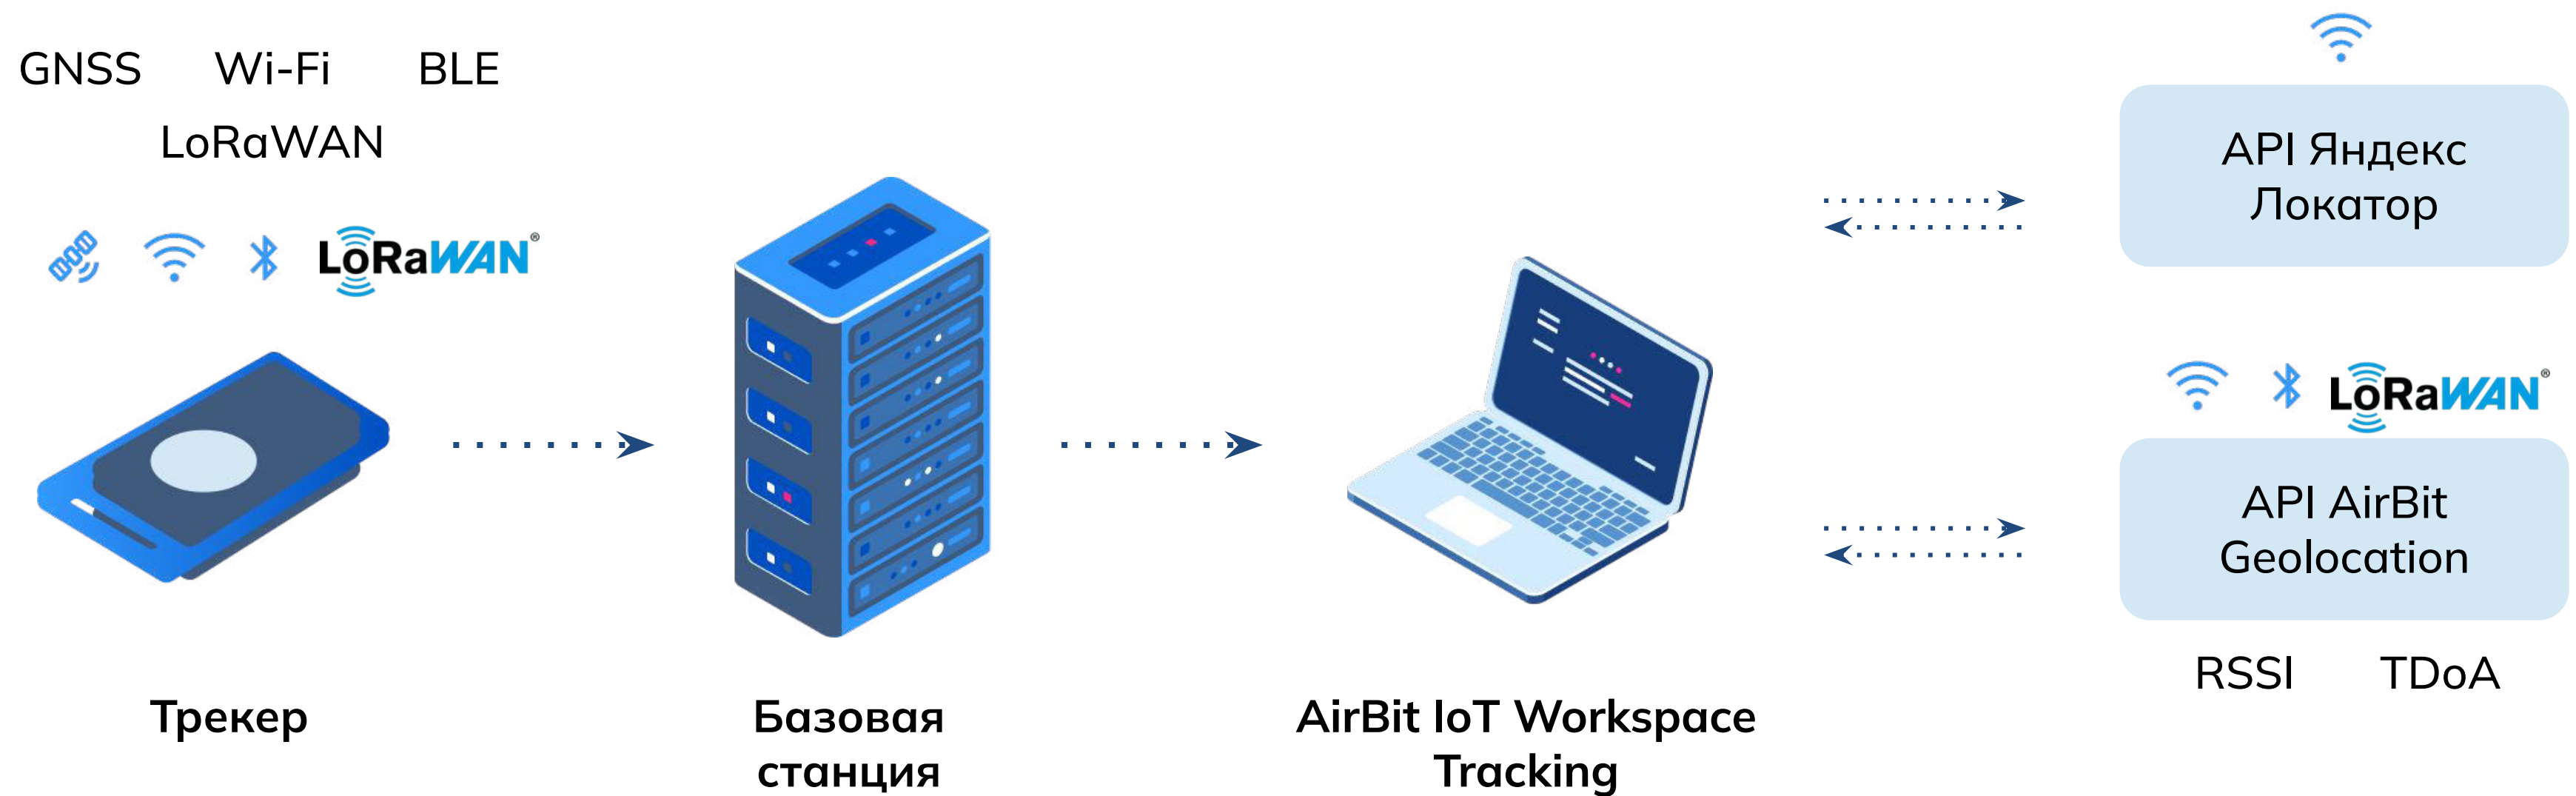 GNSS Wi-Fi BLE
LoRaWAN
LoRaWAN®
Трекер
Базовая
станция
AirBit IoT Workspace
Tracking
API Яндекс
Локатор
LoRaWAN®
API AirBit
Geolocation
RSSI TDoA